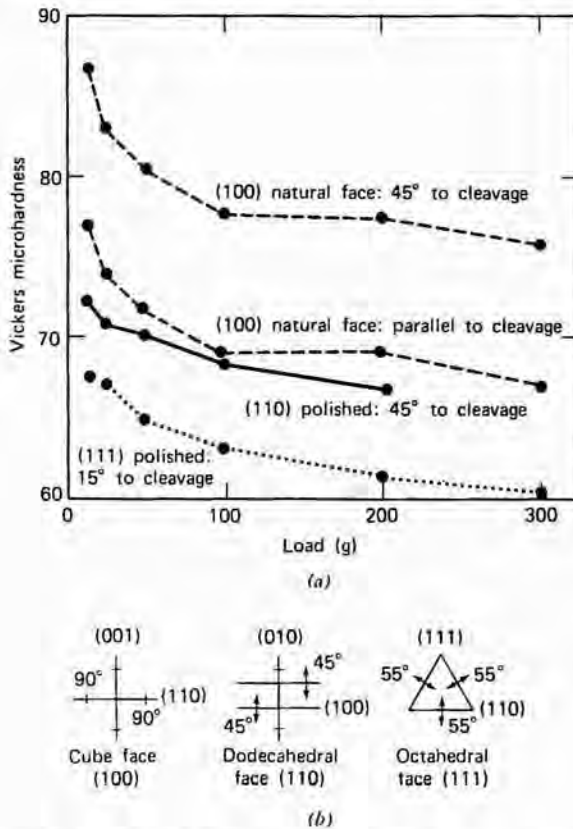 90
80
70
60
Vickers microhardness
(100) natural face: 45° to cleavage
(100) natural face: parallel to cleavage
(110) polished: 45° to cleavage
(111) polished:
15° to cleavage
0
100
200
300
Load (g)
(a)
(001)
90°
(110)
90°
Cube face
(100)
(010)
45°
(100)
45°
Dodecahedral
face (110)
(111)
55°
55°
(110)
55°
Octahedral
tace (111)
(b)